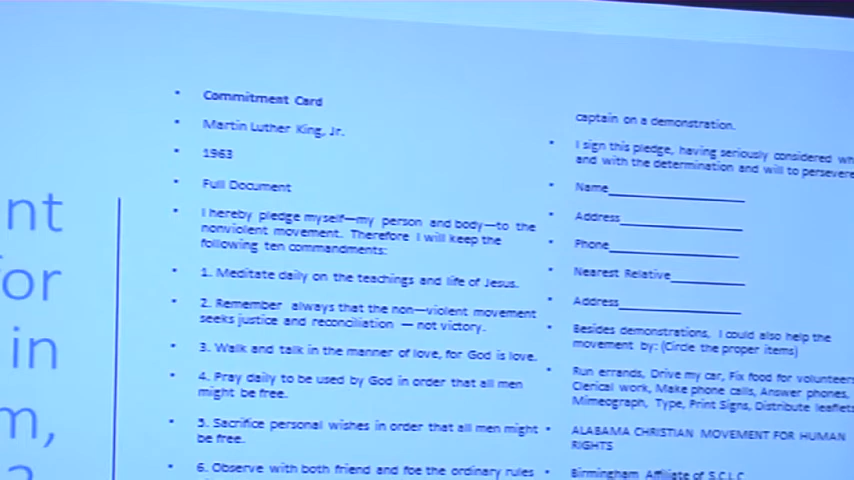 nt
for
in
m,
Commitment Card
Martin Luther King, Jr.
1963
Full Document
I hereby pledge myself—my person and body—to the
nonviolent movement. Therefore I will keep the
following ten commandments:
1. Meditate daily on the teachings and life of Jesus.
2. Remember always that the non—violent movement
seeks justice and reconciliation — not victory.
3. Walk and talk in the manner of love, for God is love.
4. Pray daily to be used by God in order that all men
might be free.
5. Sacrifice personal wishes in order that all men might
be free.
6. Observe with both friend and foe the ordinary rules
captain on a demonstration.
I sign this pledge, having seriously considered wh
and with the determination and will to persevere
Name
Address
Phone
Nearest Relative
Address
Besides demonstrations, I could also help the
movement by: (Circle the proper items)
Run errands, Drive my car, Fix food for volunteers
Clerical work, Make phone calls, Answer phones,
Mimeograph, Type, Print Signs, Distribute leaflets
ALABAMA CHRISTIAN MOVEMENT FOR HUMAN
RIGHTS
Birmingham Affiliate of S.C.L.C